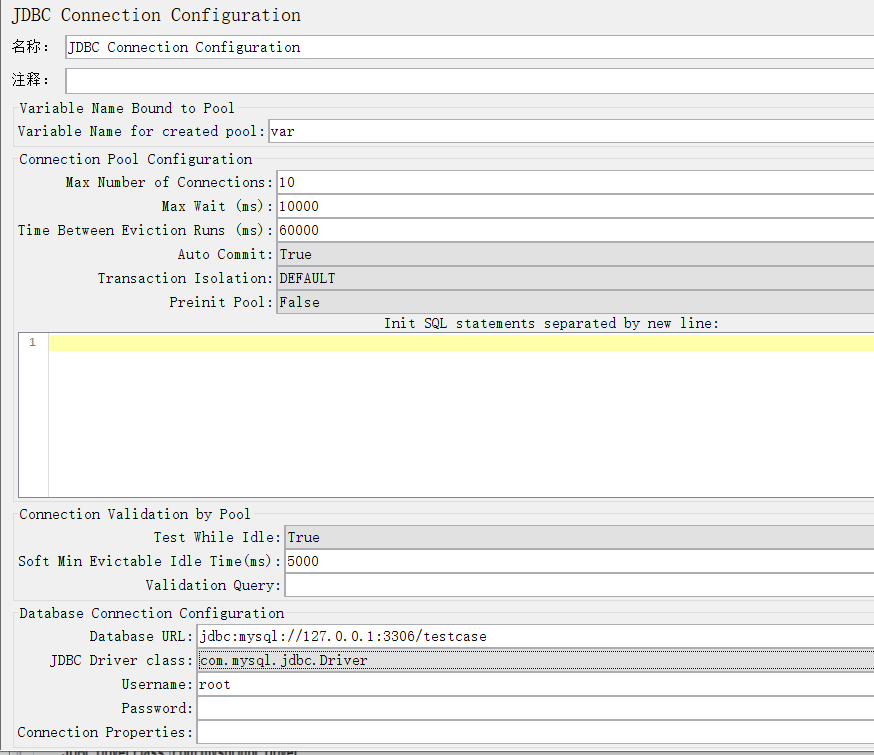 JDBC Connection Configuration
名称： JDBC Connection Configuration
注释：
Variable Name Bound to Pool
Variable Name for created pool: var
Connection Pool Configuration
Max Number of Connections: 10
Max Wait (ms): 10000
Time Between Eviction Runs (ms): 60000
Auto Commit: True
Transaction Isolation: DEFAULT
Preinit Pool: False
Init SQL statements separated by new line:
1
Connection Validation by Pool
Test While Idle: True
Soft Min Evictable Idle Time(ms): 5000
Validation Query:
Database Connection Configuration
Database URL: jdbc:mysql://127.0.0.1:3306/testcase
JDBC Driver class: com.mysql.jdbc.Driver
Username: root
Password:
Connection Properties: